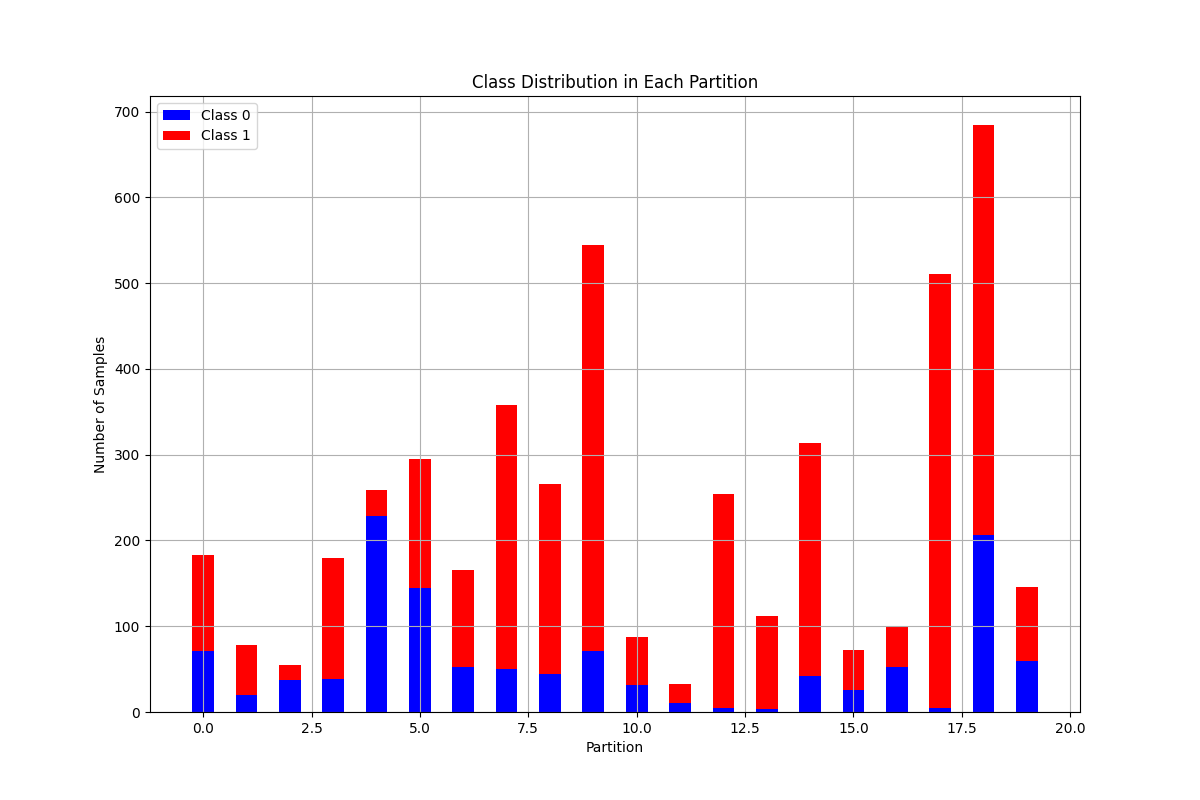 Class Distribution in Each Partition
Class 0
Class 1
Number of Samples
700
600
500
400
300
200
100
0
0.0 2.5 5.0 7.5 10.0 12.5 15.0 17.5 20.0
Partition